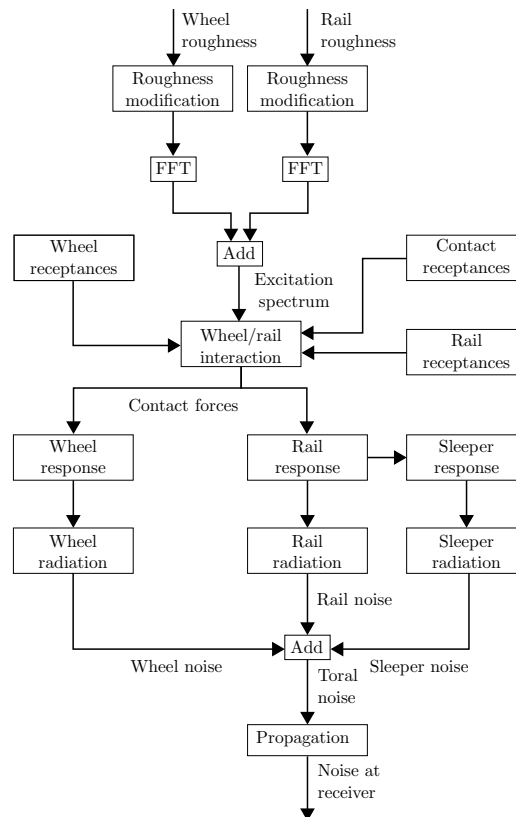 Wheel
roughness
Rail
roughness
Roughness
modification
Roughness
modification
FFT
FFT
Add
Wheel
receptances
Contact
receptances
Excitation
spectrum
Wheel/rail
interaction
Rail
receptances
Contact forces
Wheel
response
Rail
response
Sleeper
response
Wheel
radiation
Rail
radiation
Sleeper
radiation
Rail noise
Add
Wheel noise
Sleeper noise
Toral
noise
Propagation
Noise at
receiver